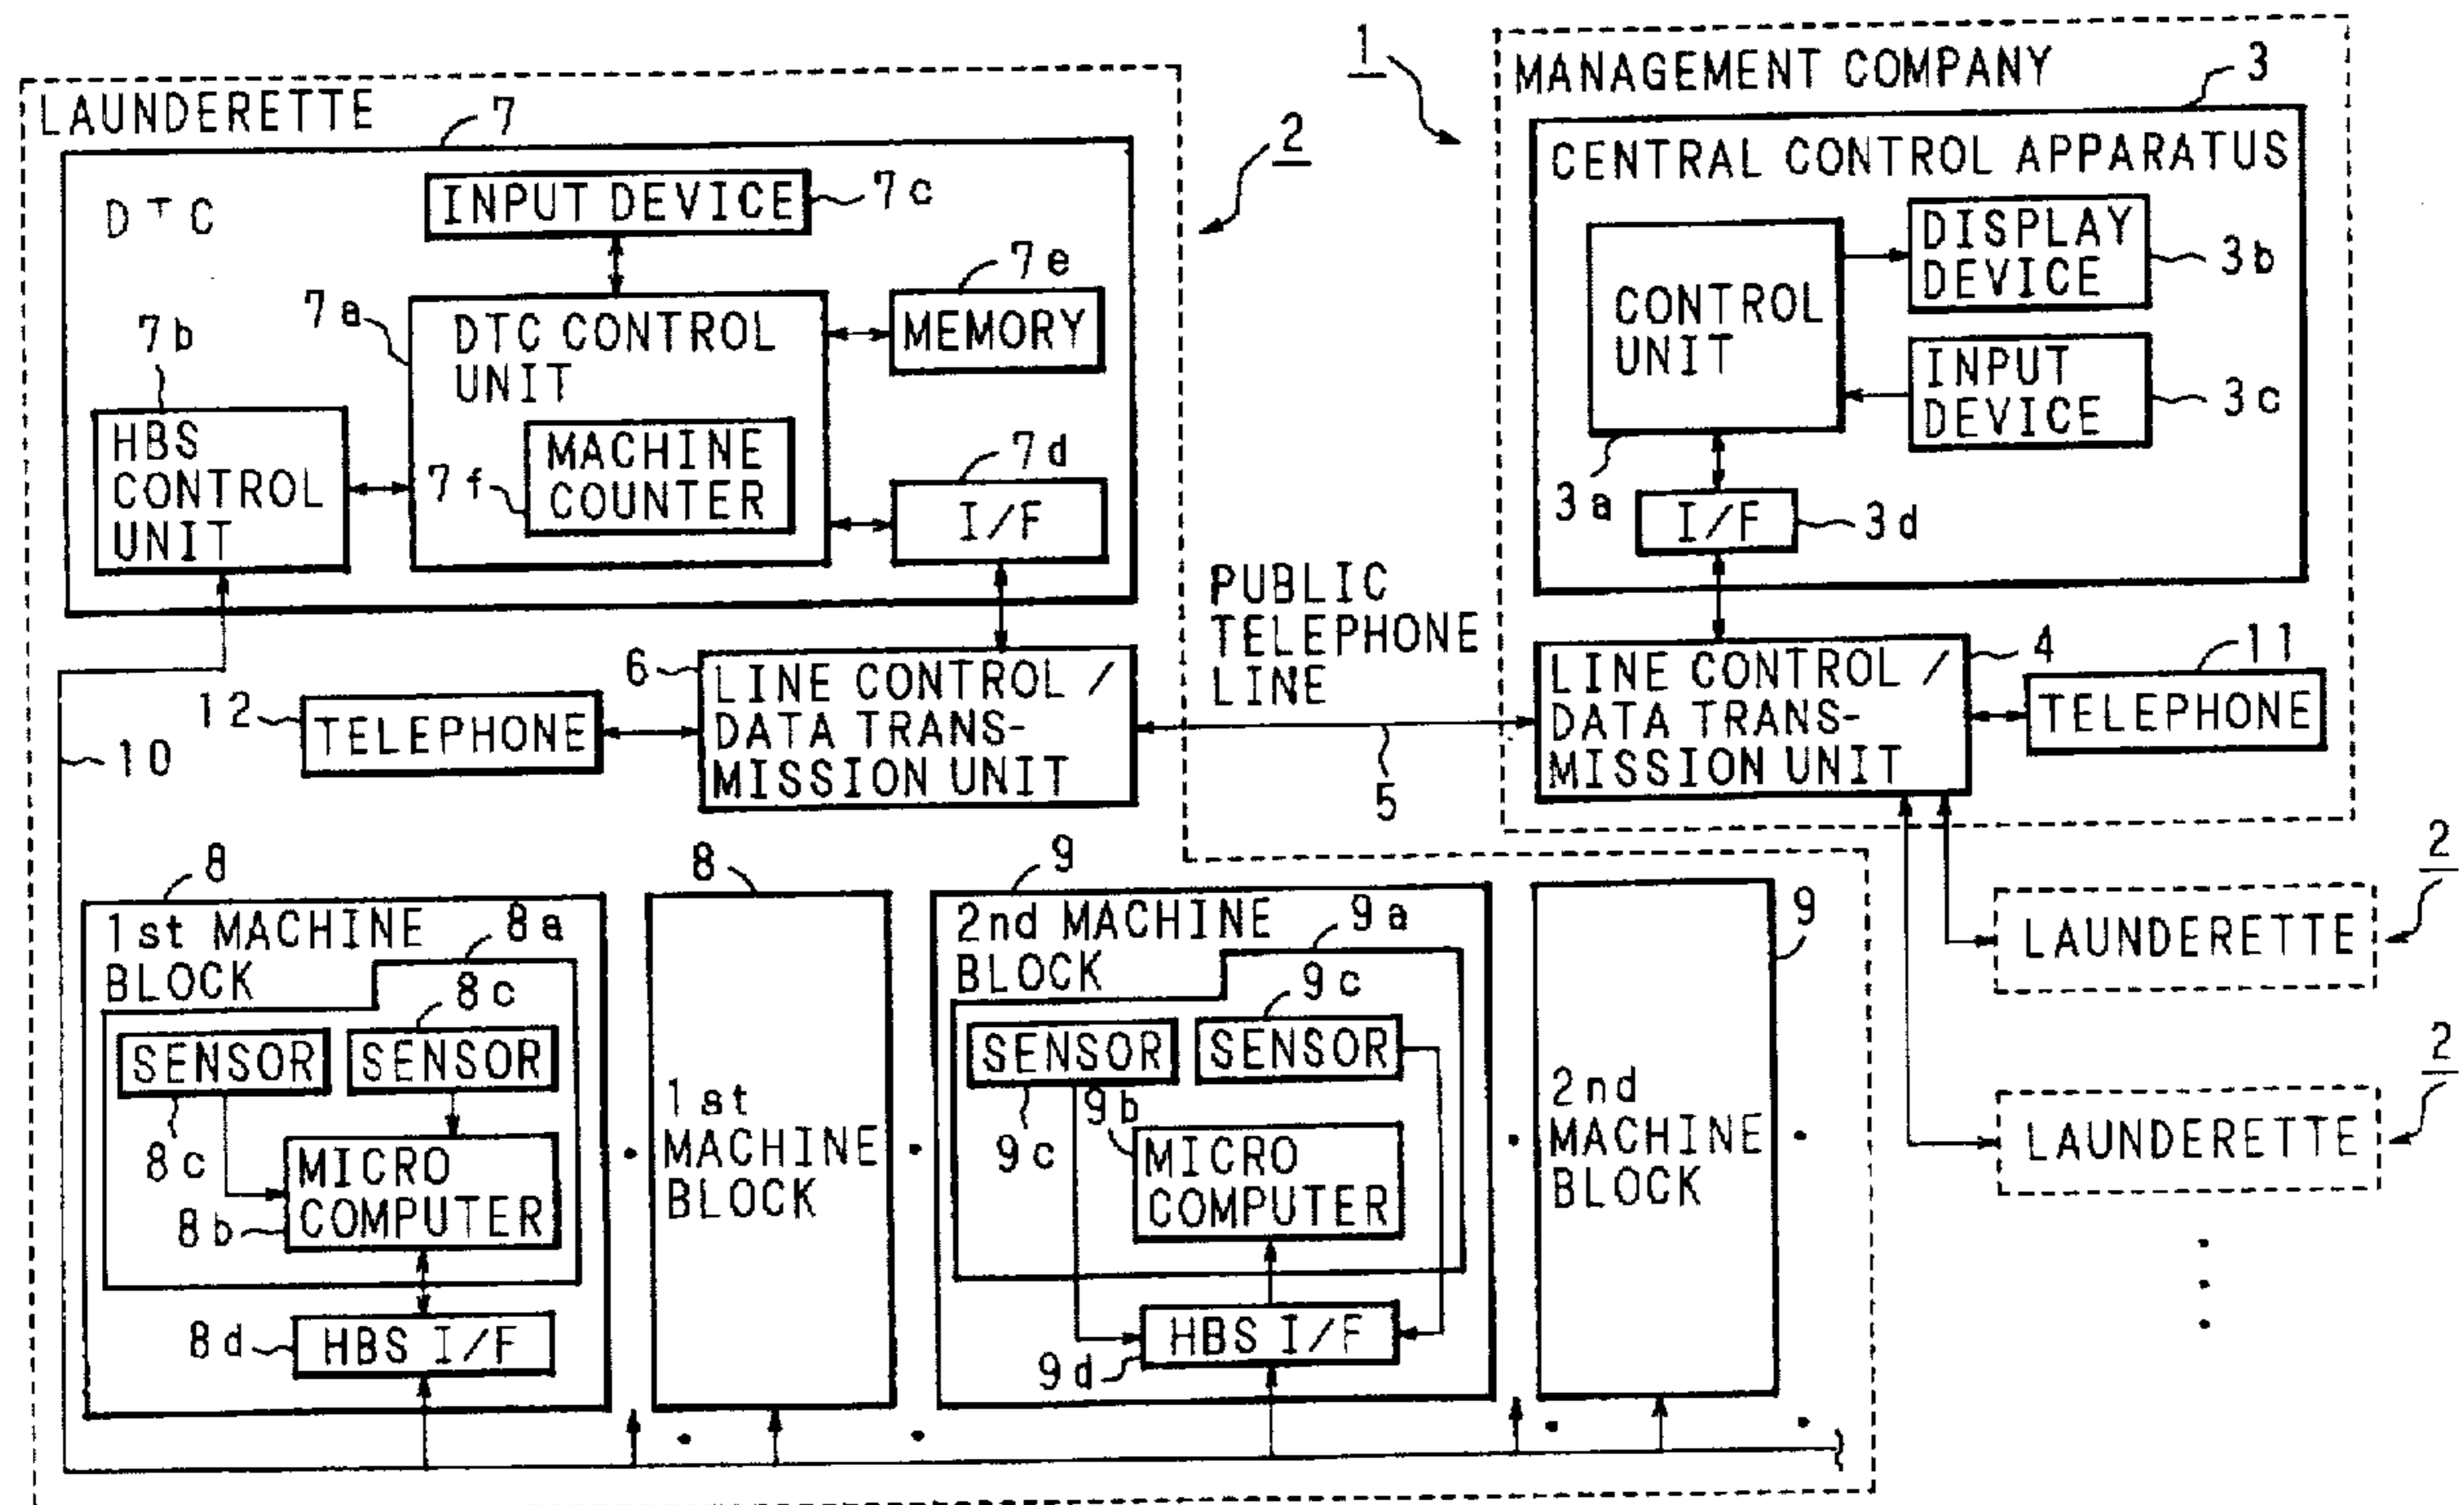 1
MANAGEMENT COMPANY
3
CENTRAL CONTROL APPARATUS
CONTROL
UNIT
DISPLAY
DEVICE
3b
INPUT
DEVICE
3c
3a
I/F
3d
LINE CONTROL /
DATA TRANS-
MISSION UNIT
4
11
TELEPHONE
LAUNDERETTE
7
2
DTC
INPUT DEVICE
7c
7e
MEMORY
7a
DTC CONTROL
UNIT
7b
HBS
CONTROL
UNIT
7f
MACHINE
COUNTER
7d
I/F
PUBLIC
TELEPHONE
LINE
5
6
LINE CONTROL /
DATA TRANS-
MISSION UNIT
12
TELEPHONE
10
8
1st MACHINE
BLOCK
8a
8c
SENSOR
SENSOR
8c
MICRO
COMPUTER
8b
8d
HBS I/F
8
1st
MACHINE
BLOCK
9
2nd MACHINE
BLOCK
9a
9c
SENSOR
SENSOR
9c
9b
MICRO
COMPUTER
9d
HBS I/F
9
2nd
MACHINE
BLOCK
2
LAUNDERETTE
2
LAUNDERETTE